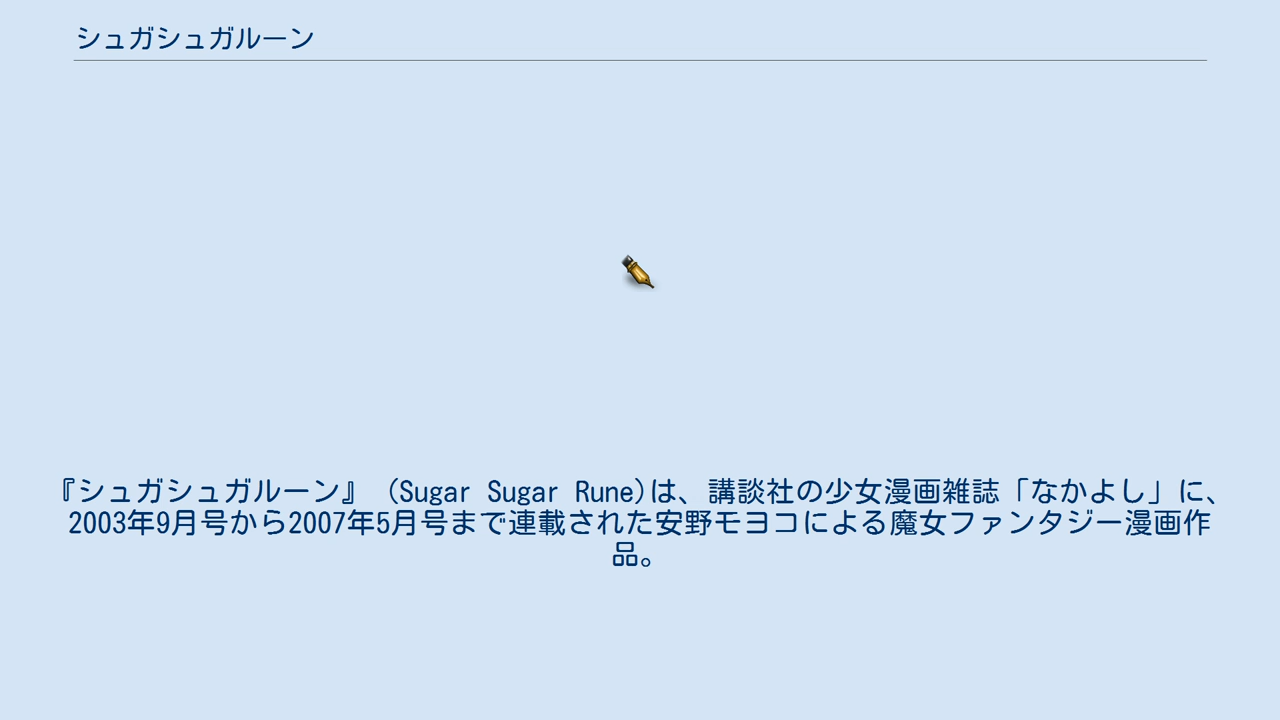 シュガシュガルーン
『シュガシュガルーン』 (Sugar Sugar Rune)は、講談社の少女漫画雑誌「なかよし」に、
2003年9月号から2007年5月号まで連載された安野モヨコによる魔女ファンタジー漫画作
品。